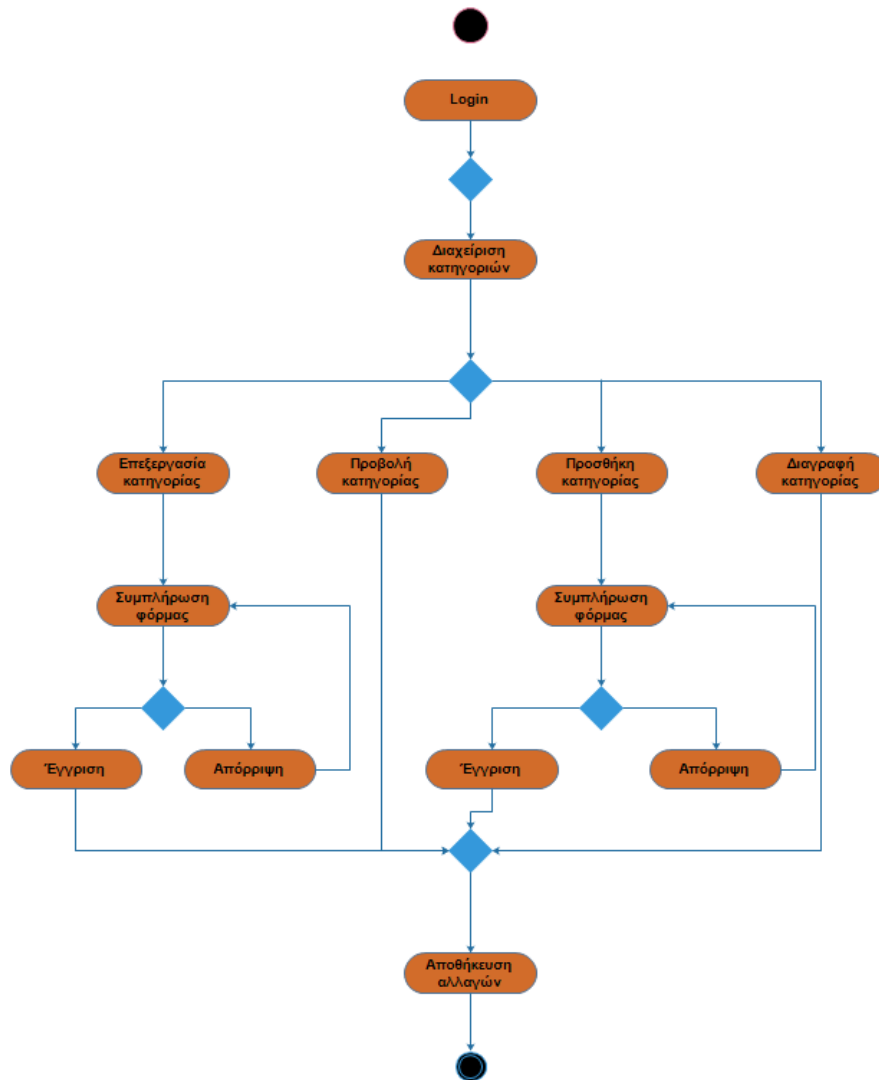 Login
Διαχείριση
κατηγοριών
Επεξεργασία
κατηγορίας
Προβολή
κατηγορίας
Προσθήκη
κατηγορίας
Διαγραφή
κατηγορίας
Συμπλήρωση
φόρμας
Συμπλήρωση
φόρμας
Έγγριση
Απόρριψη
Έγγριση
Απόρριψη
Αποθήκευση
αλλαγών